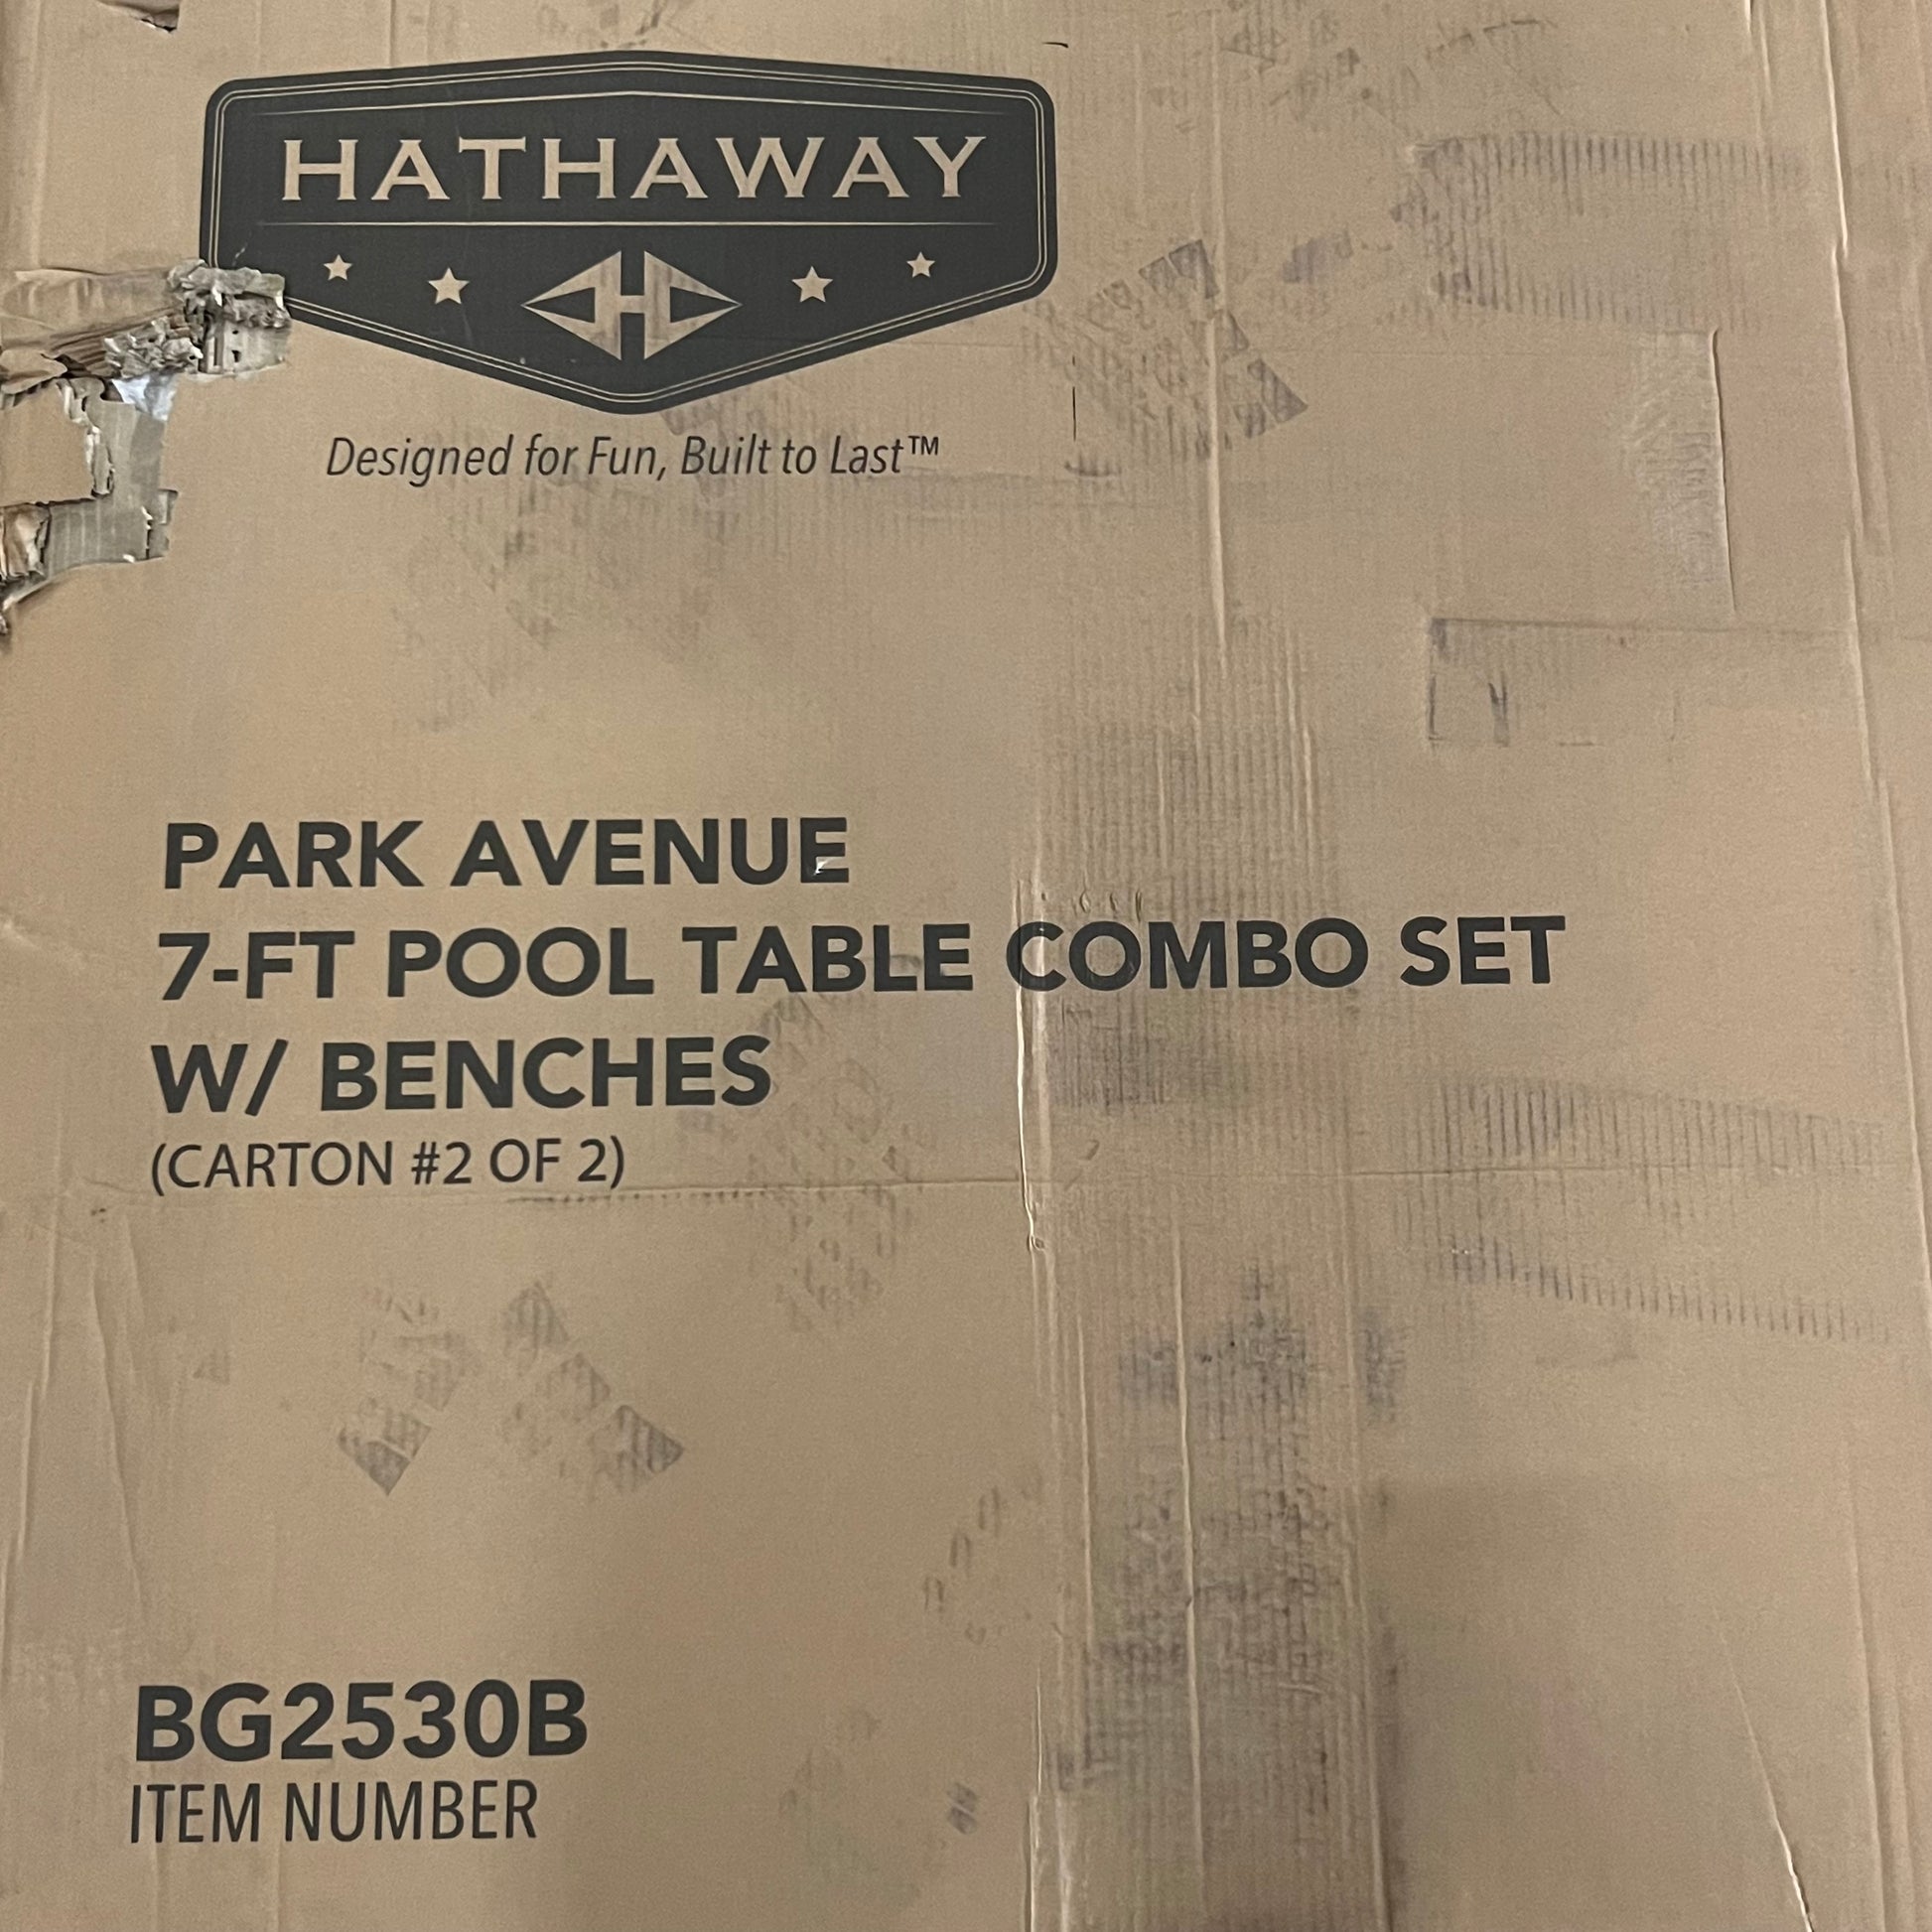 HATHAWAY
Designed for Fun, Built to Last™
PARK AVENUE
7-FT POOL TABLE COMBO SET
W/ BENCHES
(CARTON #2 OF 2)
BG2530B
ITEM NUMBER